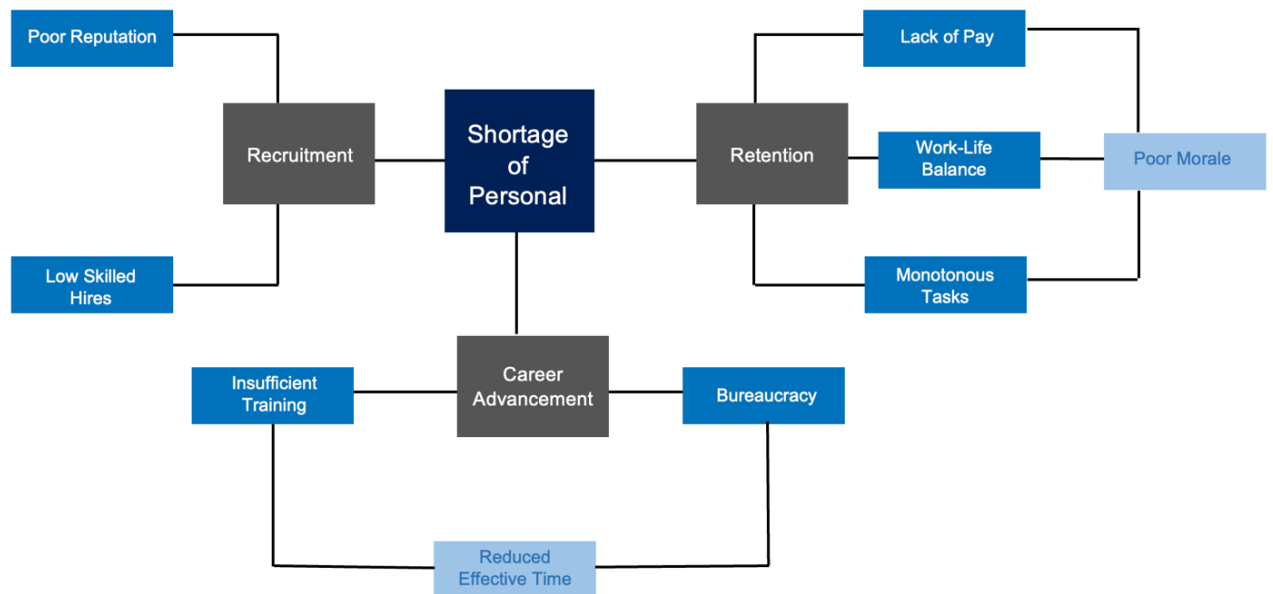 Poor Reputation
Lack of Pay
Shortage
of
Personal
Recruitment
Retention
Work-Life
Balance
Poor Morale
Low Skilled
Hires
Monotonous
Tasks
Career
Advancement
Insufficient
Training
Bureaucracy
Reduced
Effective Time